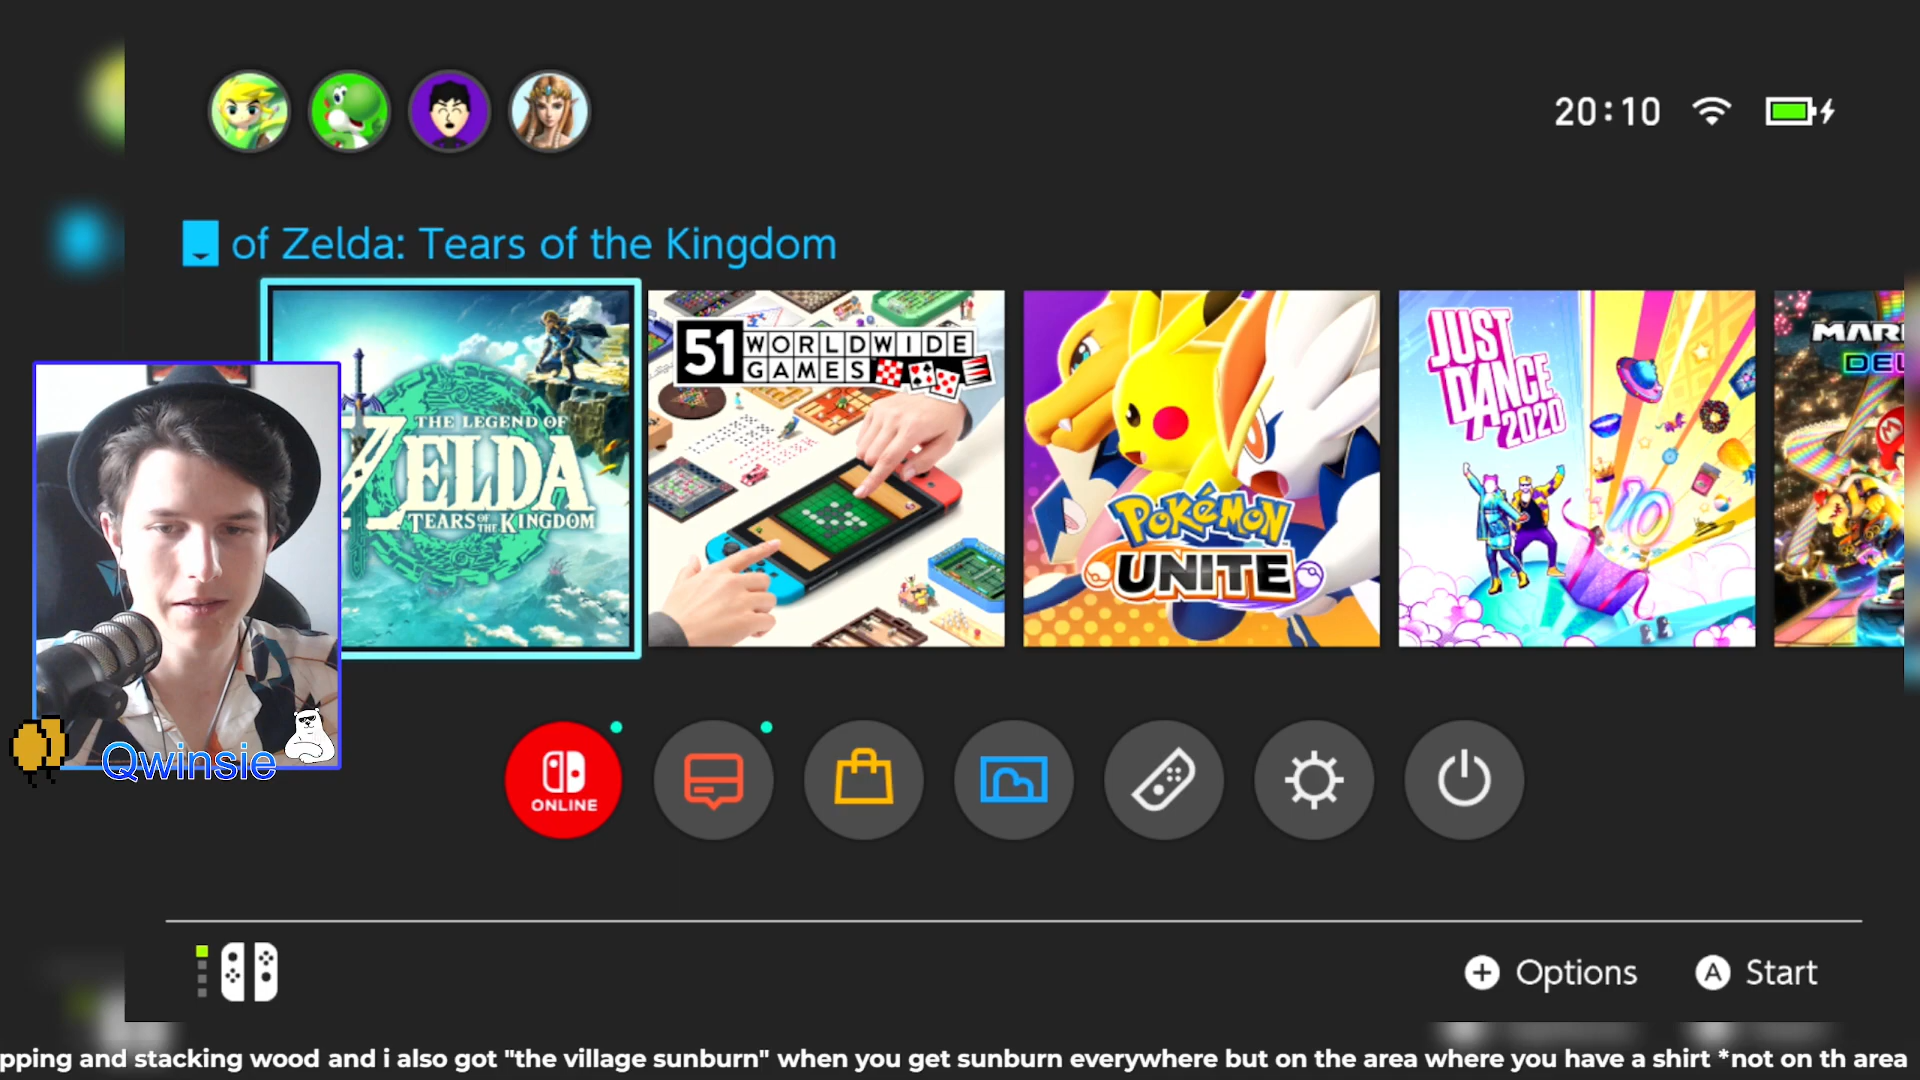 20:10
of Zelda: Tears of the Kingdom
THE LEGEND OF
ZELDA
TEARS OF THE KINGDOM
51 WORLDWIDE
GAMES
POKéMON
UNITE
JUST
DANCE
2020
10
MARI
DEL
Qwinsie
ONLINE
+ Options
A Start
pping and stacking wood and i also got "the village sunburn" when you get sunburn everywhere but on the area where you have a shirt *not on th area